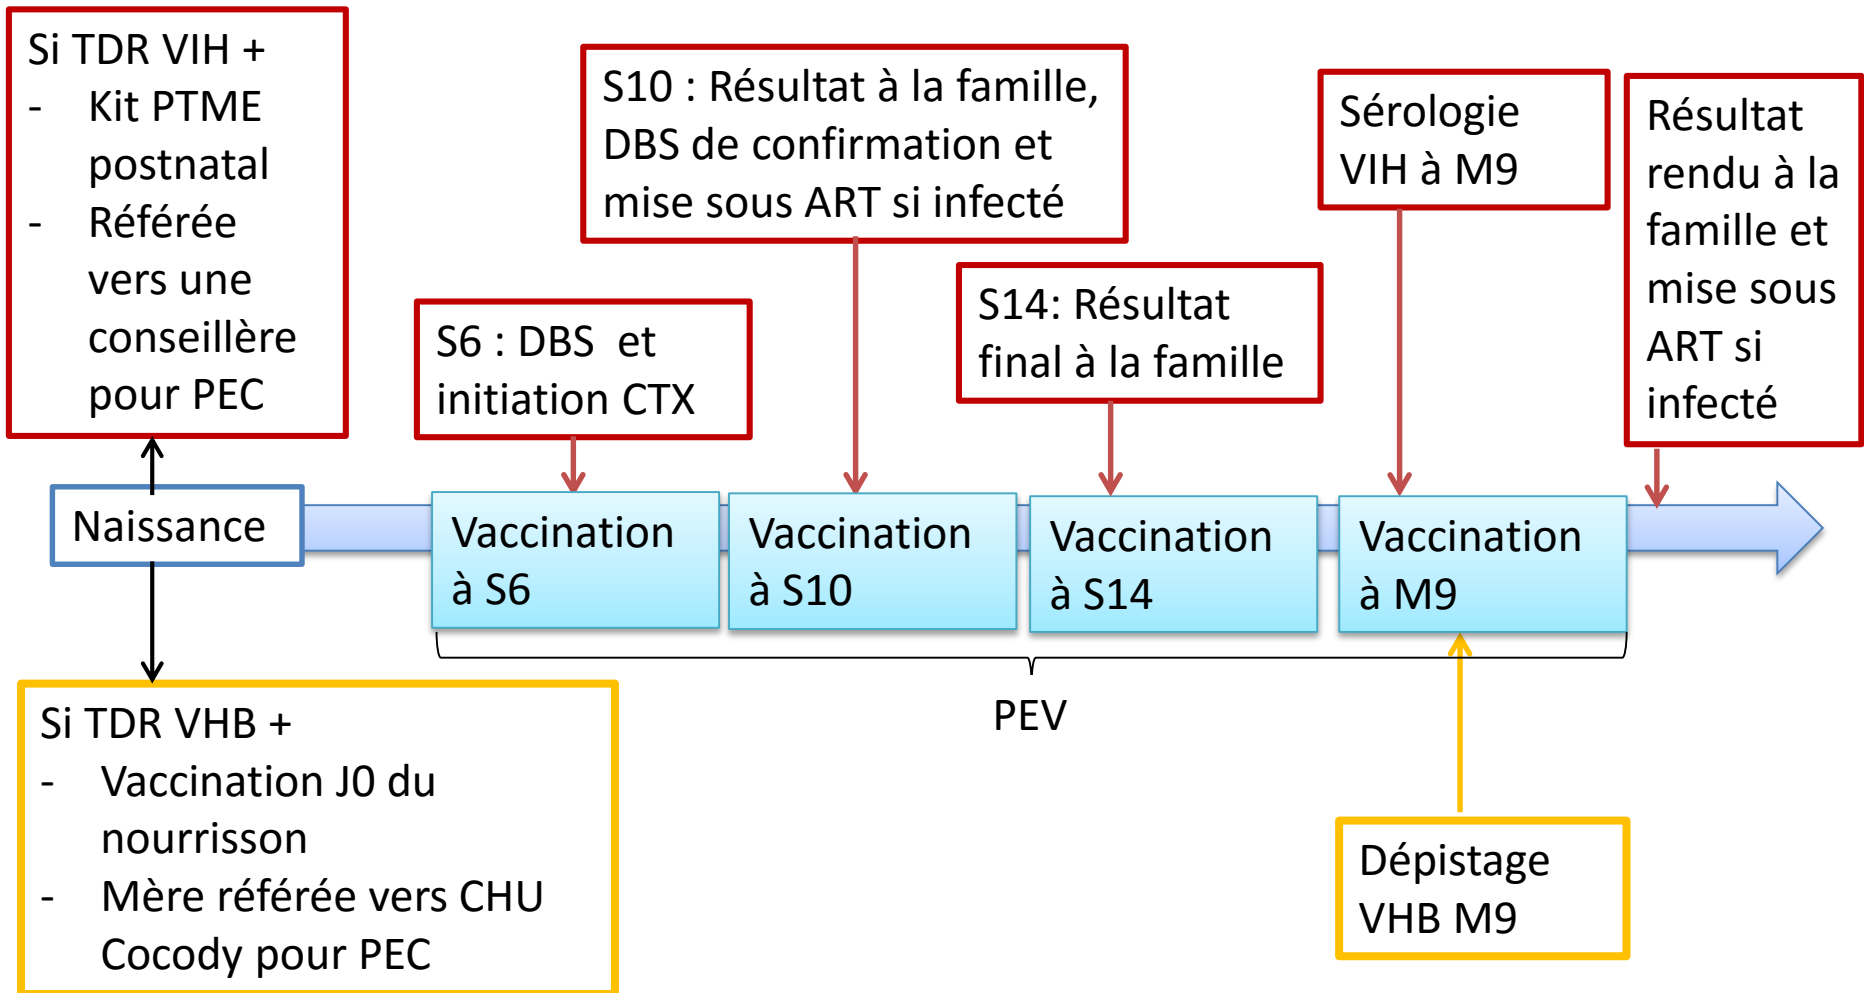 Si TDR VIH +
- Kit PTME
postnatal
- Référée
vers une
conseillère
pour PEC
S6 : DBS et
initiation CTX
S10 : Résultat à la famille,
DBS de confirmation et
mise sous ART si infecté
S14: Résultat
final à la famille
Sérologie
VIH à M9
Résultat
rendu à la
famille et
mise sous
ART si
infecté
Naissance
Vaccination
à S6
Vaccination
à S10
Vaccination
à S14
Vaccination
à M9
PEV
Si TDR VHB +
- Vaccination J0 du
nourrisson
- Mère référée vers CHU
Cocody pour PEC
Dépistage
VHB M9